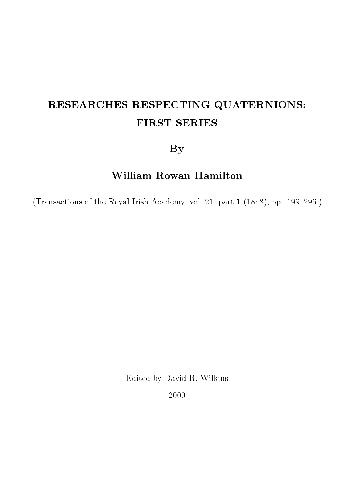 RESEARCHES RESPECTING QUATERNIONS:
FIRST SERIES
By
William Rowan Hamilton
(Transactions of the Royal Irish Academy, vol. 21, part 1 (1848), pp. 199–296.)
Edited by David R. Wilkins
2000